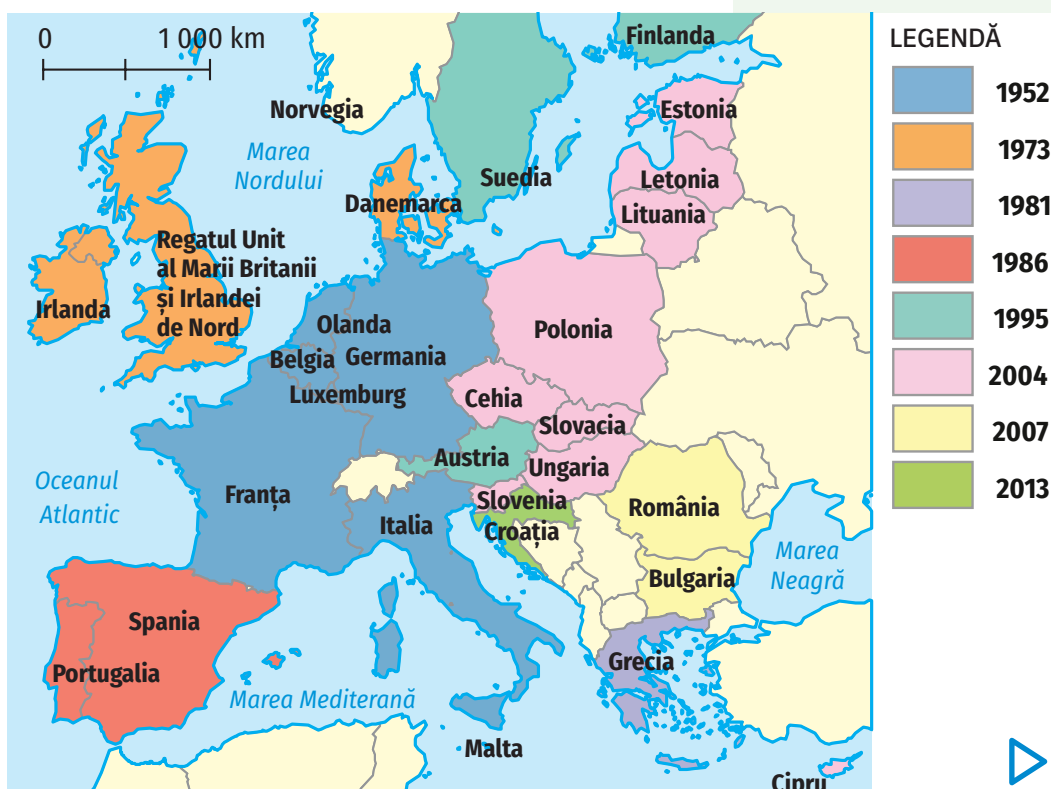 0 1 000 km
Finlanda
Norvegia
Estonia
Marea
Nordului
Suedia
Letonia
Danemarca
Lituania
Regatul Unit
al Marii Britanii
și Irlandei
de Nord
Irlanda
Olanda
Polonia
Belgia
Germania
Luxemburg
Cehia
Slovacia
Austria
Ungaria
Oceanul
Atlantic
Franța
Slovenia
România
Italia
Croația
Marea
Neagră
Bulgaria
Spania
Grecia
Portugalia
Marea Mediterană
Malta
Cipru
LEGENDĂ
1952
1973
1981
1986
1995
2004
2007
2013